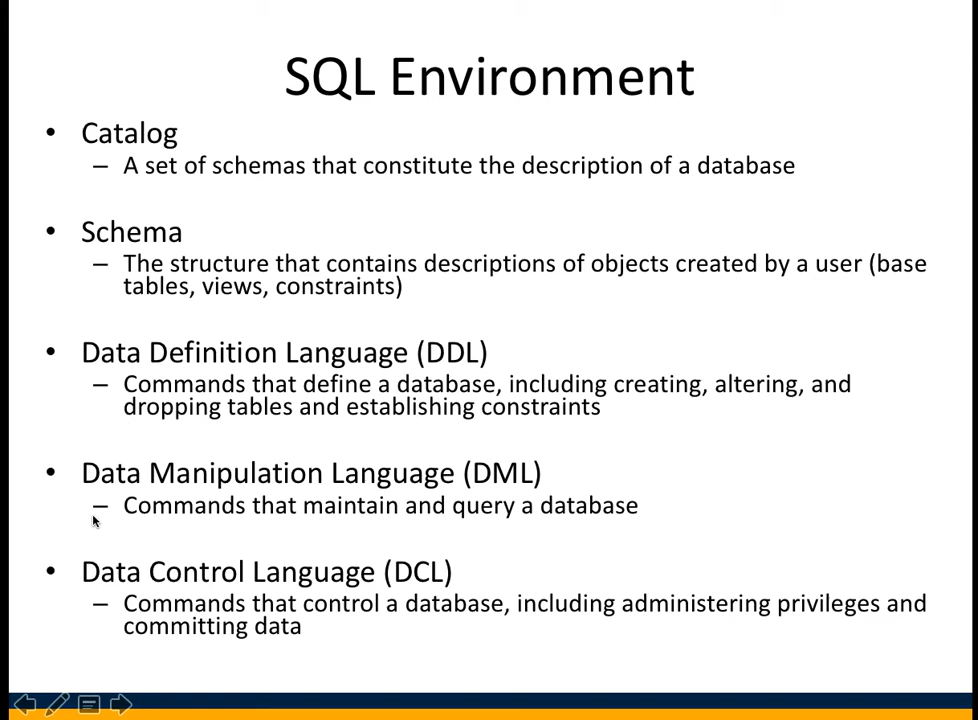 SQL Environment
• Catalog
– A set of schemas that constitute the description of a database
• Schema
– The structure that contains descriptions of objects created by a user (base
tables, views, constraints)
• Data Definition Language (DDL)
– Commands that define a database, including creating, altering, and
dropping tables and establishing constraints
• Data Manipulation Language (DML)
– Commands that maintain and query a database
• Data Control Language (DCL)
– Commands that control a database, including administering privileges and
committing data